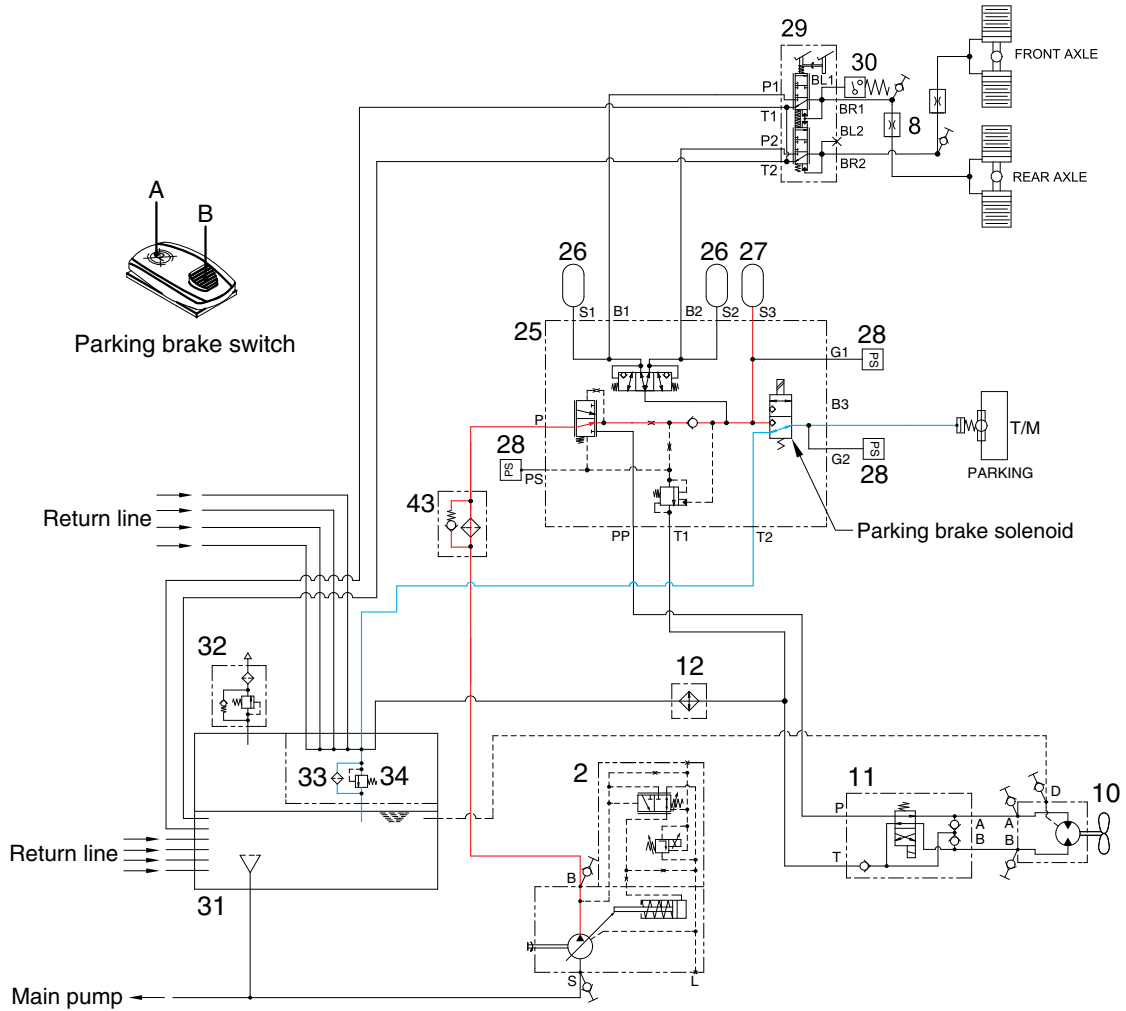 29
30
FRONT AXLE
BL1
P1
T1
BR1
8
BL2
P2
T2
BR2
REAR AXLE
A
B
Parking brake switch
26
26
27
S1
B1
B2
S2
S3
25
28
G1
PS
P
B3
T/M
28
PS
PS
G2
PS
28
PARKING
43
Return line
PP
T1
T2
Parking brake solenoid
32
12
33
34
2
11
D
10
P
A
A
B
B
T
Return line
B
31
S
L
Main pump